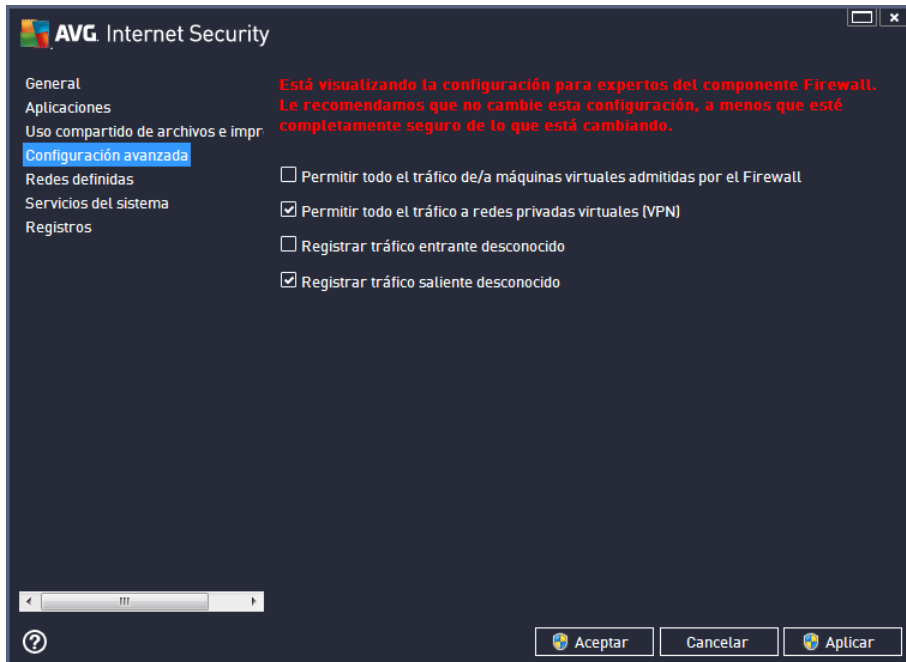 AVG. Internet Security
General
Aplicaciones
Uso compartido de archivos e impr
Configuración avanzada
Redes definidas
Servicios del sistema
Registros
Está visualizando la configuración para expertos del componente Firewall.
Le recomendamos que no cambie esta configuración, a menos que esté
completamente seguro de lo que está cambiando.
Permitir todo el tráfico de/a máquinas virtuales admitidas por el Firewall
Permitir todo el tráfico a redes privadas virtuales (VPN)
Registrar tráfico entrante desconocido
Registrar tráfico saliente desconocido
Aceptar
Cancelar
Aplicar